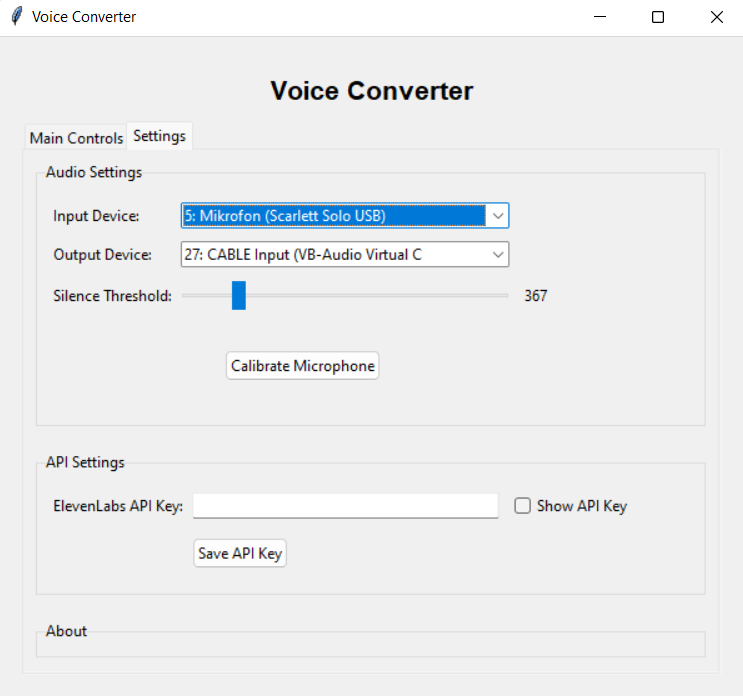 Voice Converter
Voice Converter
Main Controls Settings
Audio Settings
Input Device: 5: Mikrofon (Scarlett Solo USB)
Output Device: 27: CABLE Input (VB-Audio Virtual C
Silence Threshold: 367
Calibrate Microphone
API Settings
ElevenLabs API Key: Show API Key
Save API Key
About